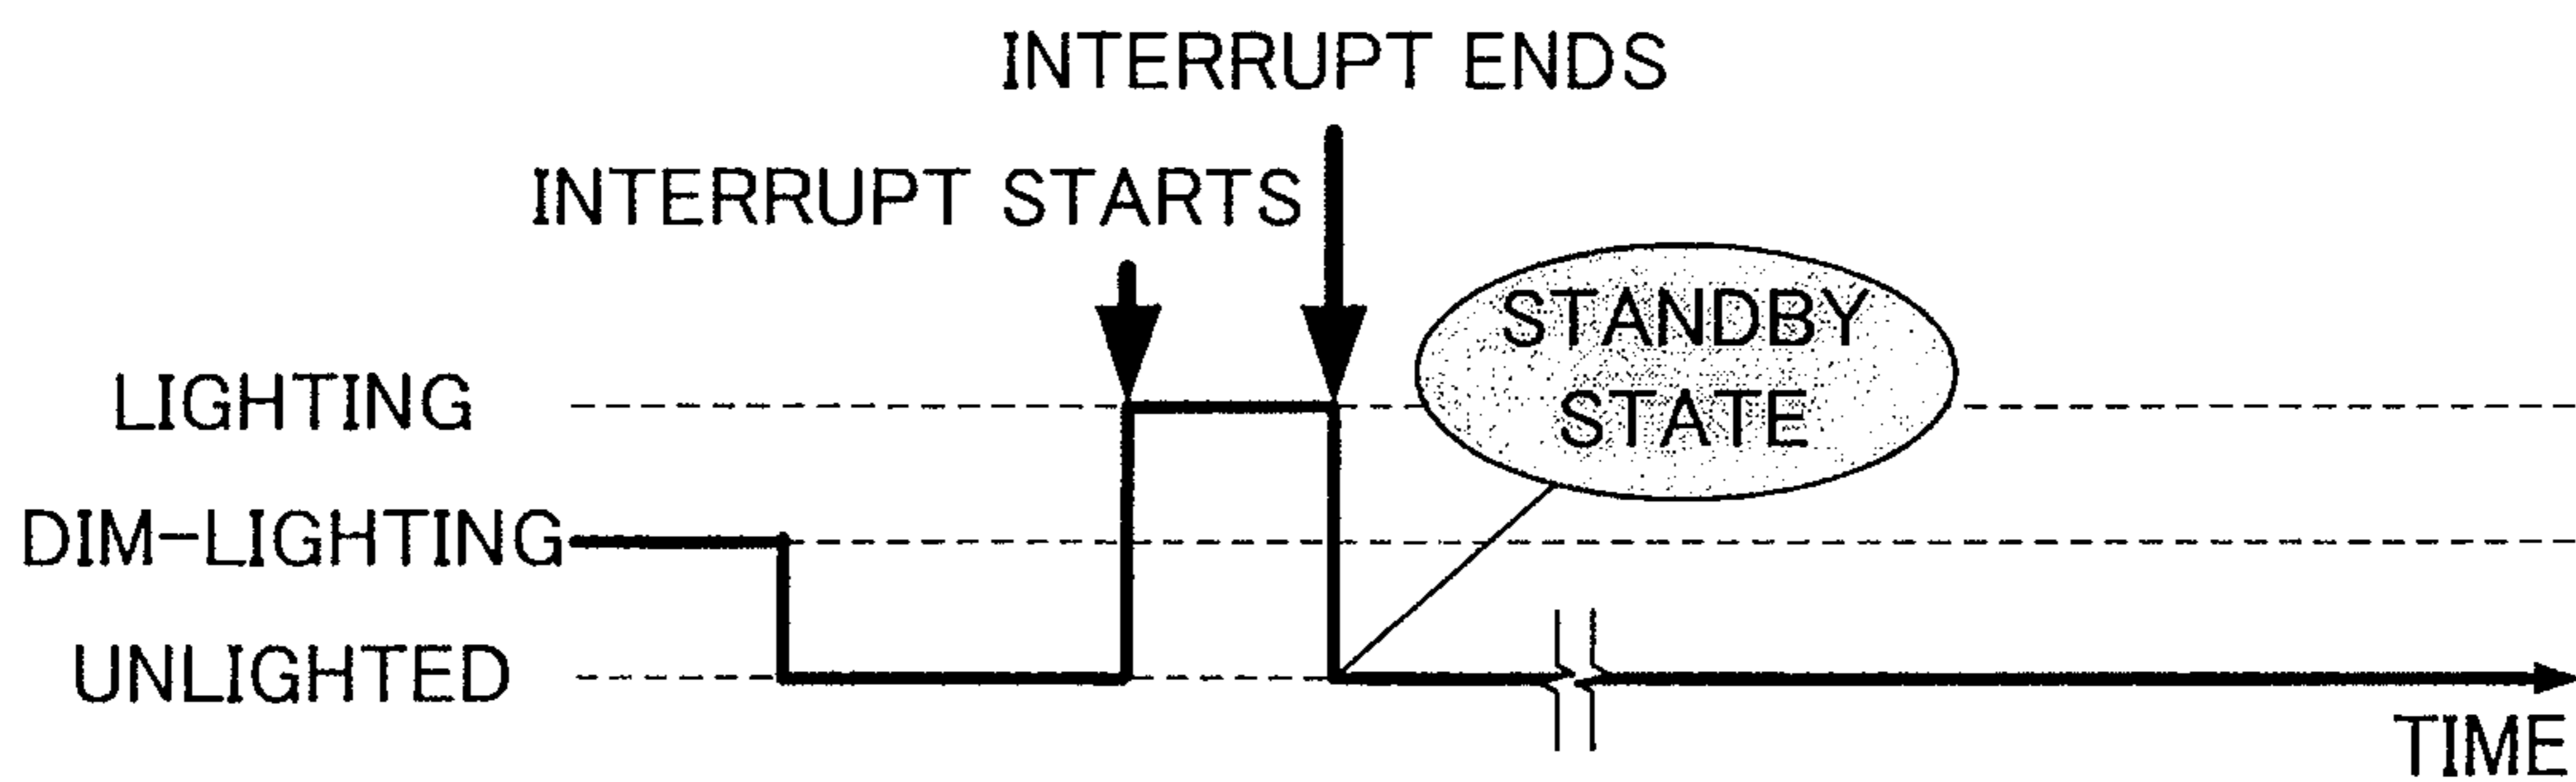 INTERRUPT ENDS
INTERRUPT STARTS
STANDBY
STATE
LIGHTING
DIM-LIGHTING
UNLIGHTED
TIME